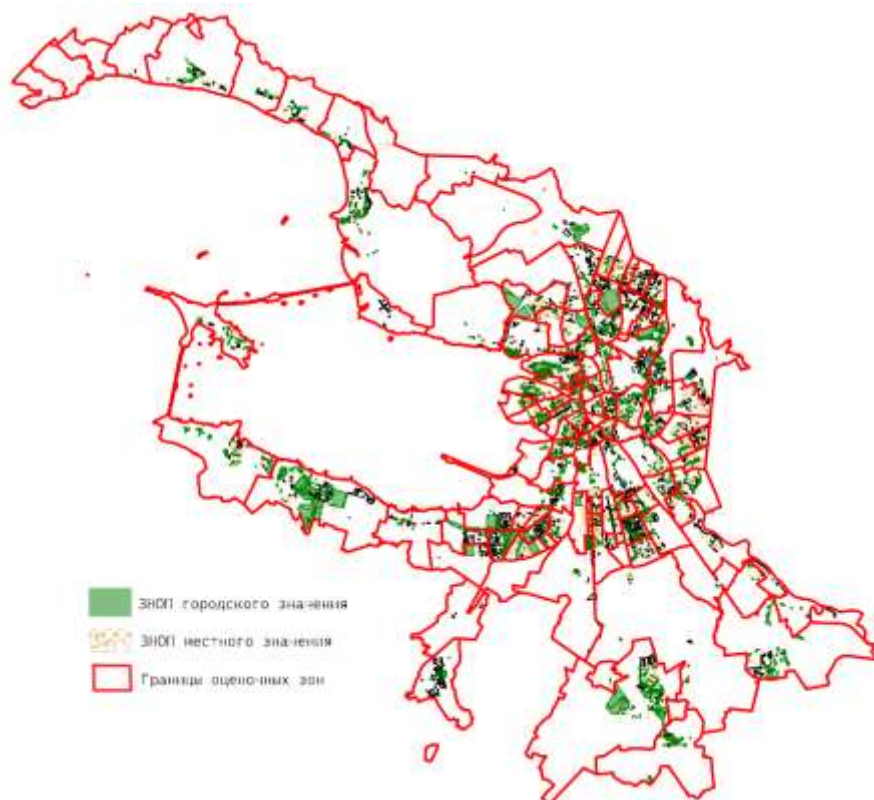 ЗНОП городского значения
ЗНОП местного значения
Границы оценочных зон